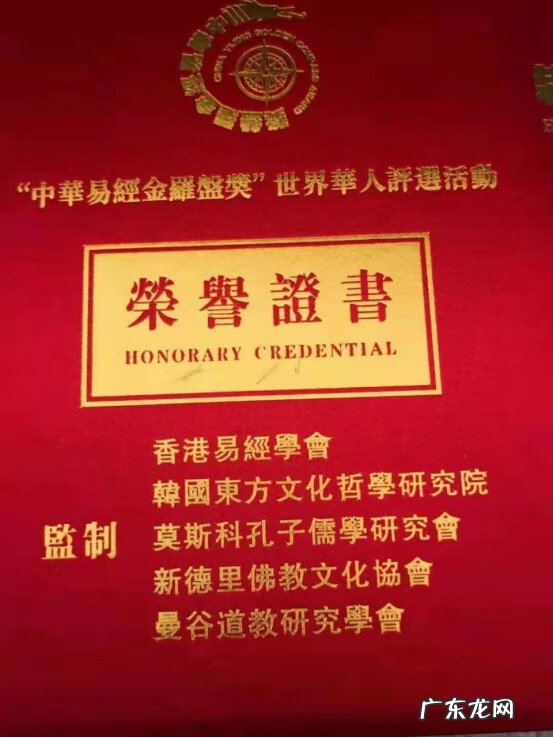 “中華易經金羅盤獎”世界華人評選活動
榮譽證書
HONORARY CREDENTIAL
監制
香港易經學會
韓國東方文化哲學研究院
莫斯科孔子儒學研究會
新德里佛教文化協會
曼谷道教研究學會
广东龙网